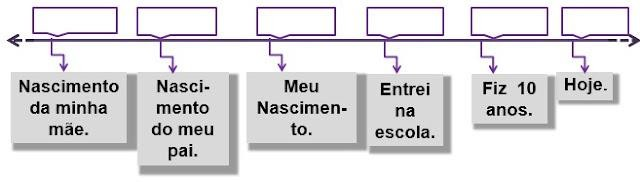 Nascimento
da minha
mãe.
Nasci-
mento
do meu
pai.
Meu
Nascimen-
to.
Entrei
na
escola.
Fiz 10
anos.
Hoje.